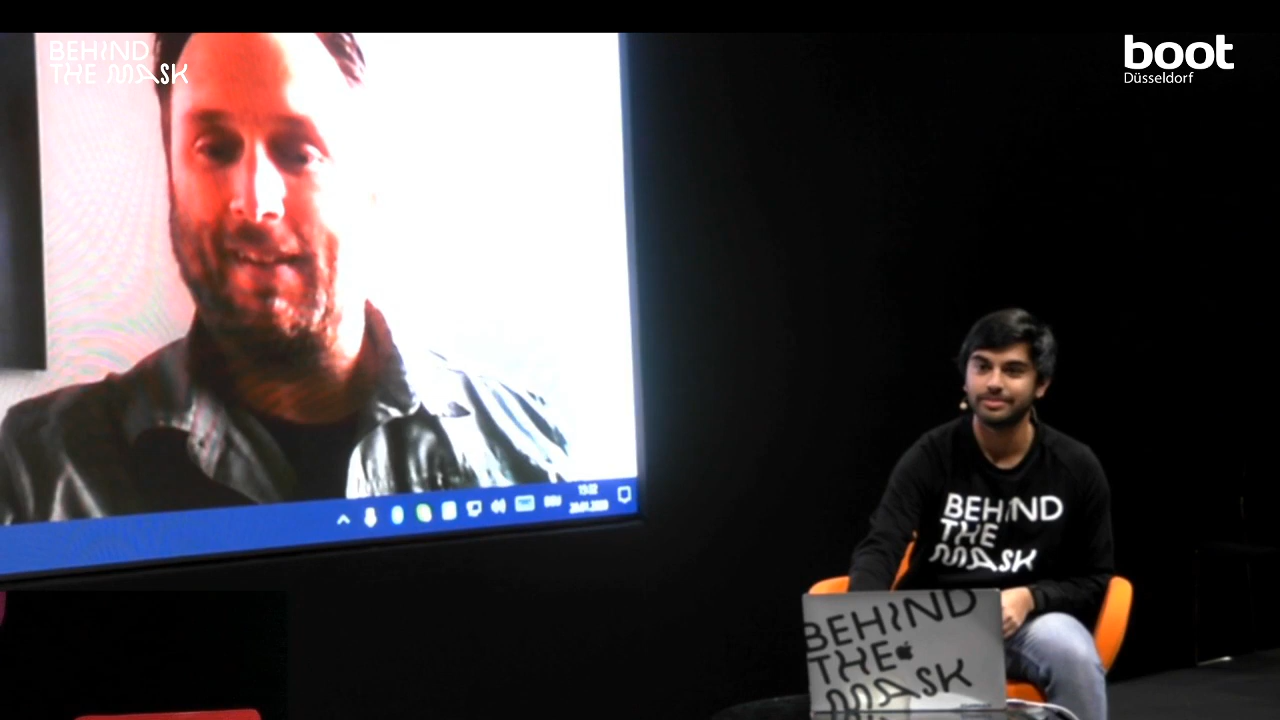 BEHIND
THE MASK
boot
Düsseldorf
BEHIND
THE
MASK
BEHIND
THE
MASK